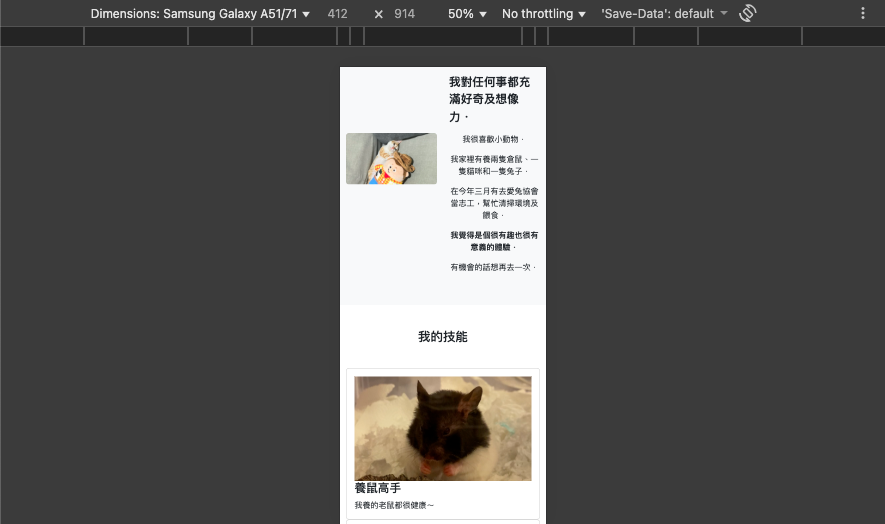 Dimensions: Samsung Galaxy A51/71 ▼ 412 × 914 50% ▼ No throttling ▼ 'Save-Data': default ▼
我對任何事都充
滿好奇及想像
力。
我很喜歡小動物。
我家裡有養兩隻倉鼠、一
隻貓咪和一隻兔子。
在今年三月有去愛兔協會
當志工，幫忙清掃環境及
餵食。
我覺得是個很有趣也很有
意義的體驗。
有機會的話想再去一次。
我的技能
養鼠高手
我養的老鼠都很健康～